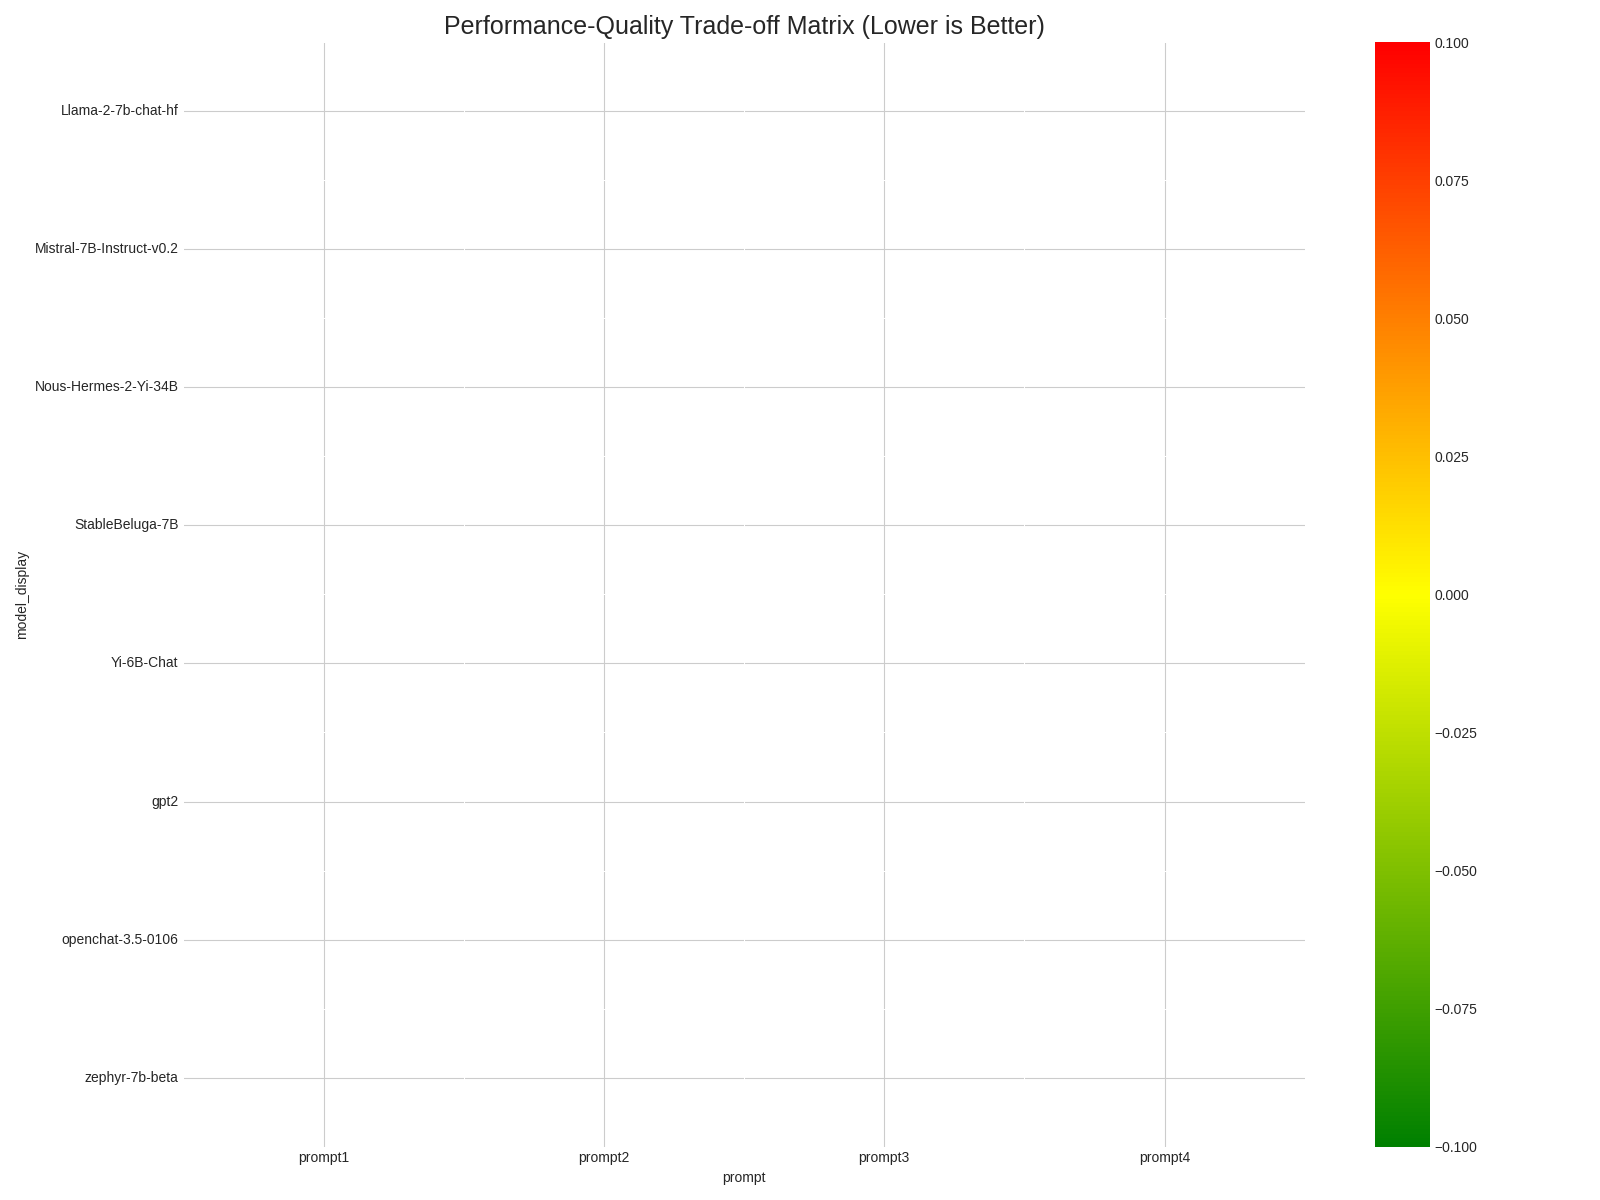 Performance-Quality Trade-off Matrix (Lower is Better)
model_display
Llama-2-7b-chat-hf
Mistral-7B-Instruct-v0.2
Nous-Hermes-2-Yi-34B
StableBeluga-7B
Yi-6B-Chat
gpt2
openchat-3.5-0106
zephyr-7b-beta
prompt1
prompt2
prompt3
prompt4
prompt
0.100
0.075
0.050
0.025
0.000
−0.025
−0.050
−0.075
−0.100